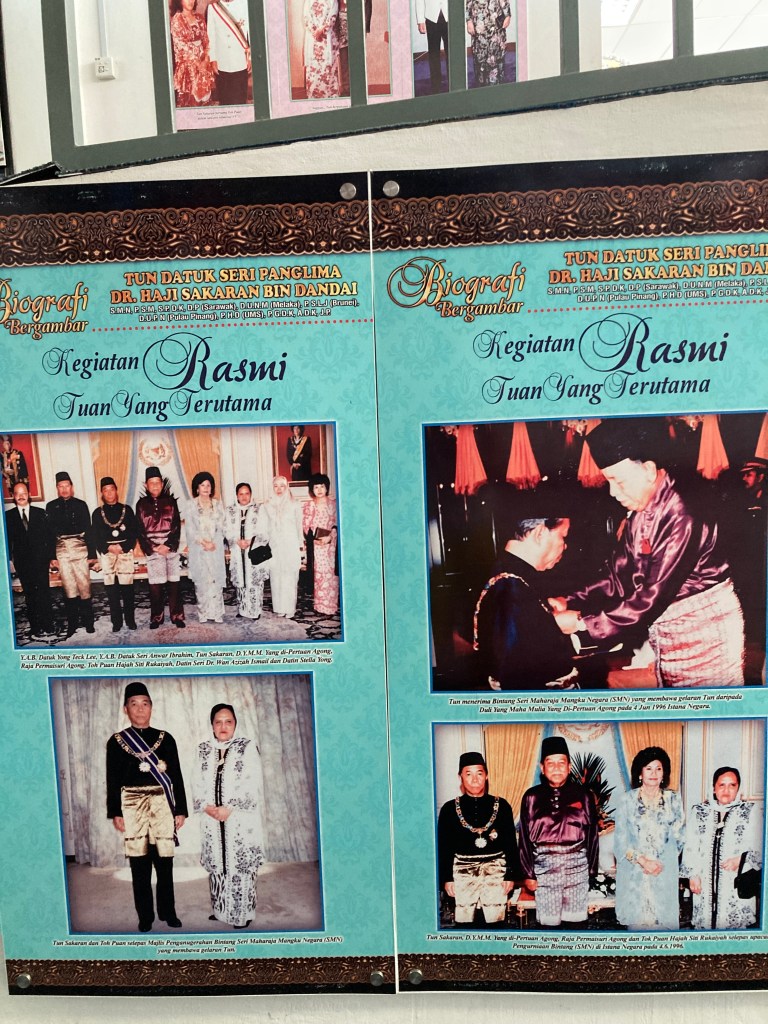 Biografi
Bergambar
TUN DATUK SERI PANGLIMA
DR. HAJI SAKARAN BIN DANDAI
S.M.N, P.S.M, S.P.D.K, D.P (Sarawak), D.U.N.M (Melaka), P.S.L.J (Brunei),
D.U.P.N (Pulau Pinang), P.H.D (UMS), P.G.D.K, A.D.K, J.P
Kegiatan Rasmi
Tuan Yang Terutama
Y.A.B. Datuk Yong Teck Lee, Y.A.B. Datuk Seri Anwar Ibrahim, Tun Sakaran, D.Y.M.M. Yang di-Pertuan Agong,
Raja Permaisuri Agong, Toh Puan Hajah Siti Rukaiyah, Datin Seri Dr. Wan Azizah Ismail dan Datin Stella Yong.
Tun Sakaran dan Toh Puan selepas Majlis Penganugerahan Bintang Seri Maharaja Mangku Negara (SMN)
yang membawa gelaran Tun.
Biografi
Bergambar
TUN DATUK SERI PANGLIM
DR. HAJI SAKARAN BIN DAN
S.M.N, P.S.M, S.P.D.K, D.P (Sarawak), D.U.N.M (Melaka), P.S.L
D.U.P.N (Pulau Pinang), P.H.D (UMS), P.G.D.K, A.D.K, J
Kegiatan Rasmi
Tuan Yang Terutama
Tun menerima Bintang Seri Maharaja Mangku Negara (SMN) yang membawa gelaran Tun daripada
Duli Yang Maha Mulia Yang Di-Pertuan Agong pada 4 Jun 1996 Istana Negara.
Tun Sakaran, D.Y.M.M. Yang di-Pertuan Agong, Raja Permaisuri Agong dan Toh Puan Hajah Siti Rukaiyah selepas
Pengurniaan Bintang (SMN) di Istana Negara pada 4.6.1996.